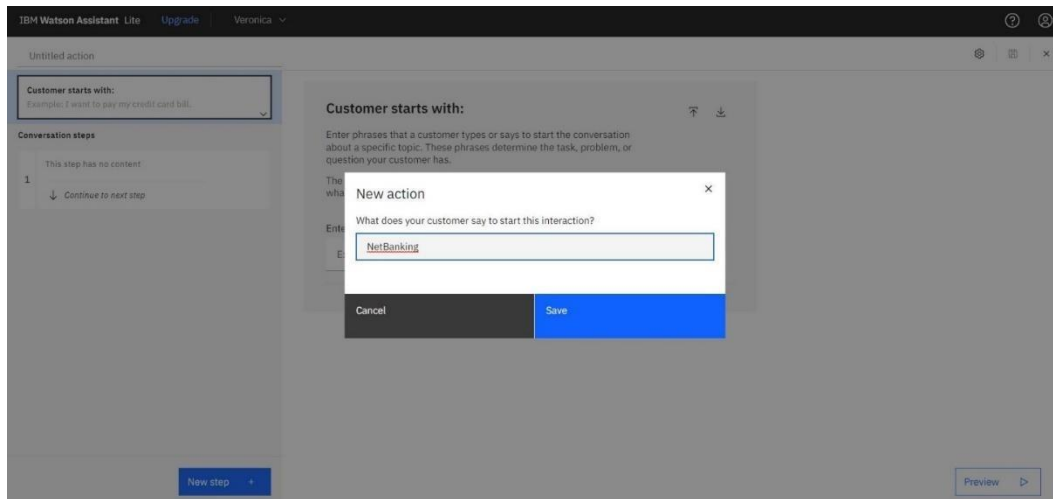 IBM Watson Assistant Lite Upgrade Veronica
Untitled action
Customer starts with:
Example: I want to pay my credit card bill.
Conversation steps
1
This step has no content
Continue to next step
New step +
Customer starts with:
Enter phrases that a customer types or says to start the conversation
about a specific topic. These phrases determine the task, problem, or
question your customer has.
The
wha
Ente
E
New action
What does your customer say to start this interaction?
NetBanking
Cancel
Save
Preview